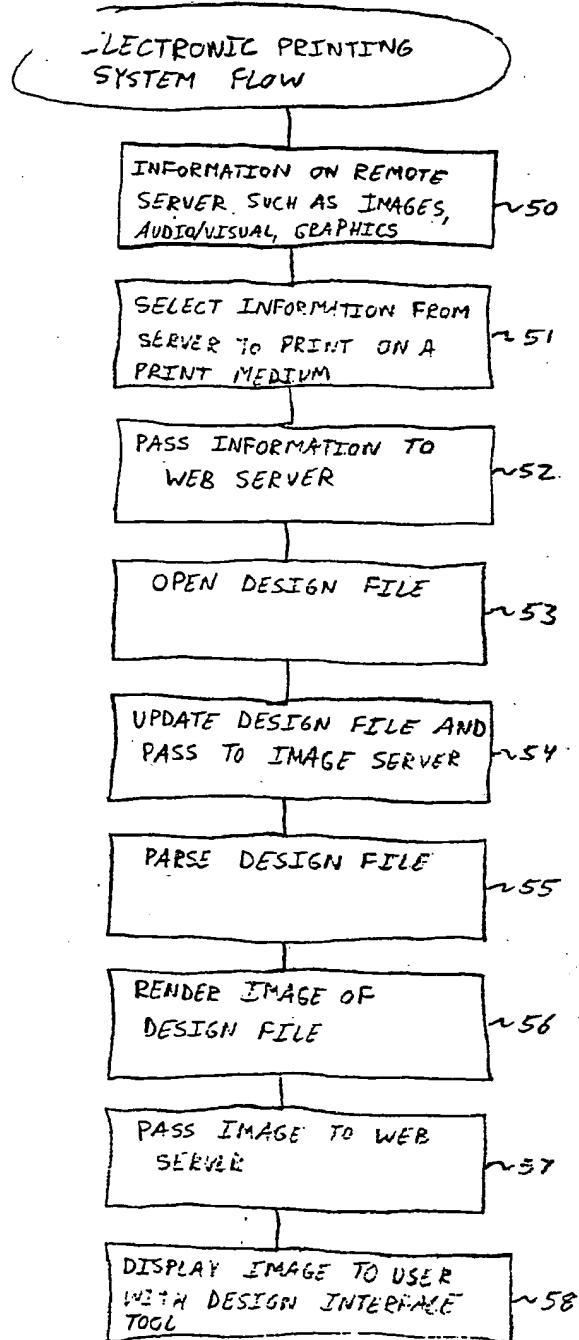 -LECTRONIC PRINTING
SYSTEM FLOW
INFORMATION ON REMOTE
SERVER SUCH AS IMAGES,
AUDIO/VISUAL, GRAPHICS
50
SELECT INFORMATION FROM
SERVER TO PRINT ON A
PRINT MEDIUM
51
PASS INFORMATION TO
WEB SERVER
52
OPEN DESIGN FILE
53
UPDATE DESIGN FILE AND
PASS TO IMAGE SERVER
54
PARSE DESIGN FILE
55
RENDER IMAGE OF
DESIGN FILE
56
PASS IMAGE TO WEB
SERVER
57
DISPLAY IMAGE TO USER
WITH DESIGN INTERFACE
TOOL
58